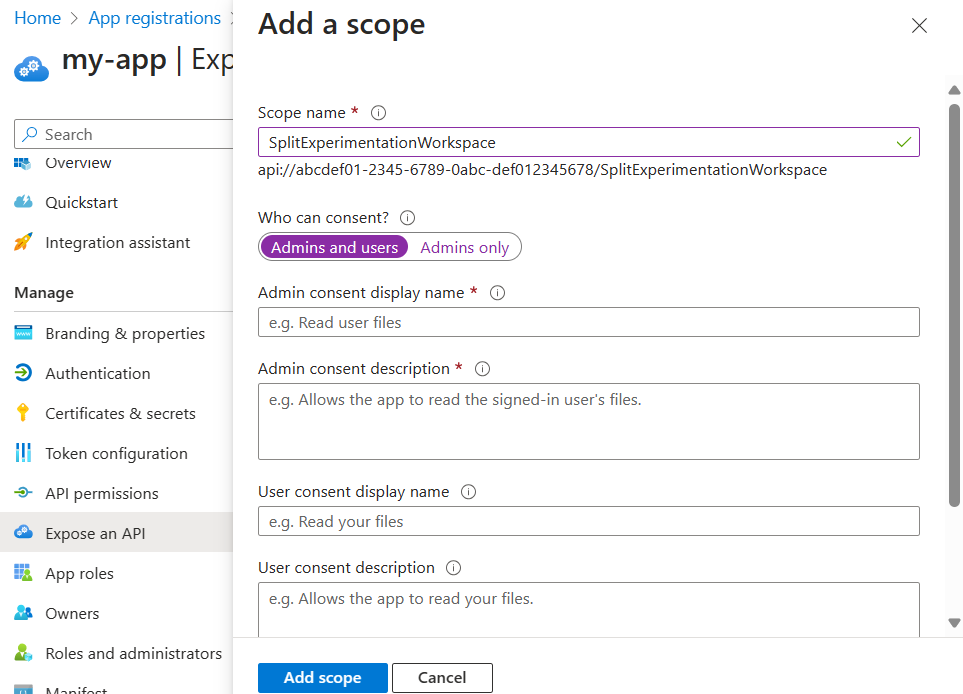 Home > App registrations >
my-app | Exp
Search
Overview
Quickstart
Integration assistant
Manage
Branding & properties
Authentication
Certificates & secrets
Token configuration
API permissions
Expose an API
App roles
Owners
Roles and administrators
Manifest
Add a scope
Scope name *
SplitExperimentationWorkspace
api://abcdef01-2345-6789-0abc-def012345678/SplitExperimentationWorkspace
Who can consent?
Admins and users Admins only
Admin consent display name *
e.g. Read user files
Admin consent description *
e.g. Allows the app to read the signed-in user's files.
User consent display name
e.g. Read your files
User consent description
e.g. Allows the app to read your files.
Add scope Cancel